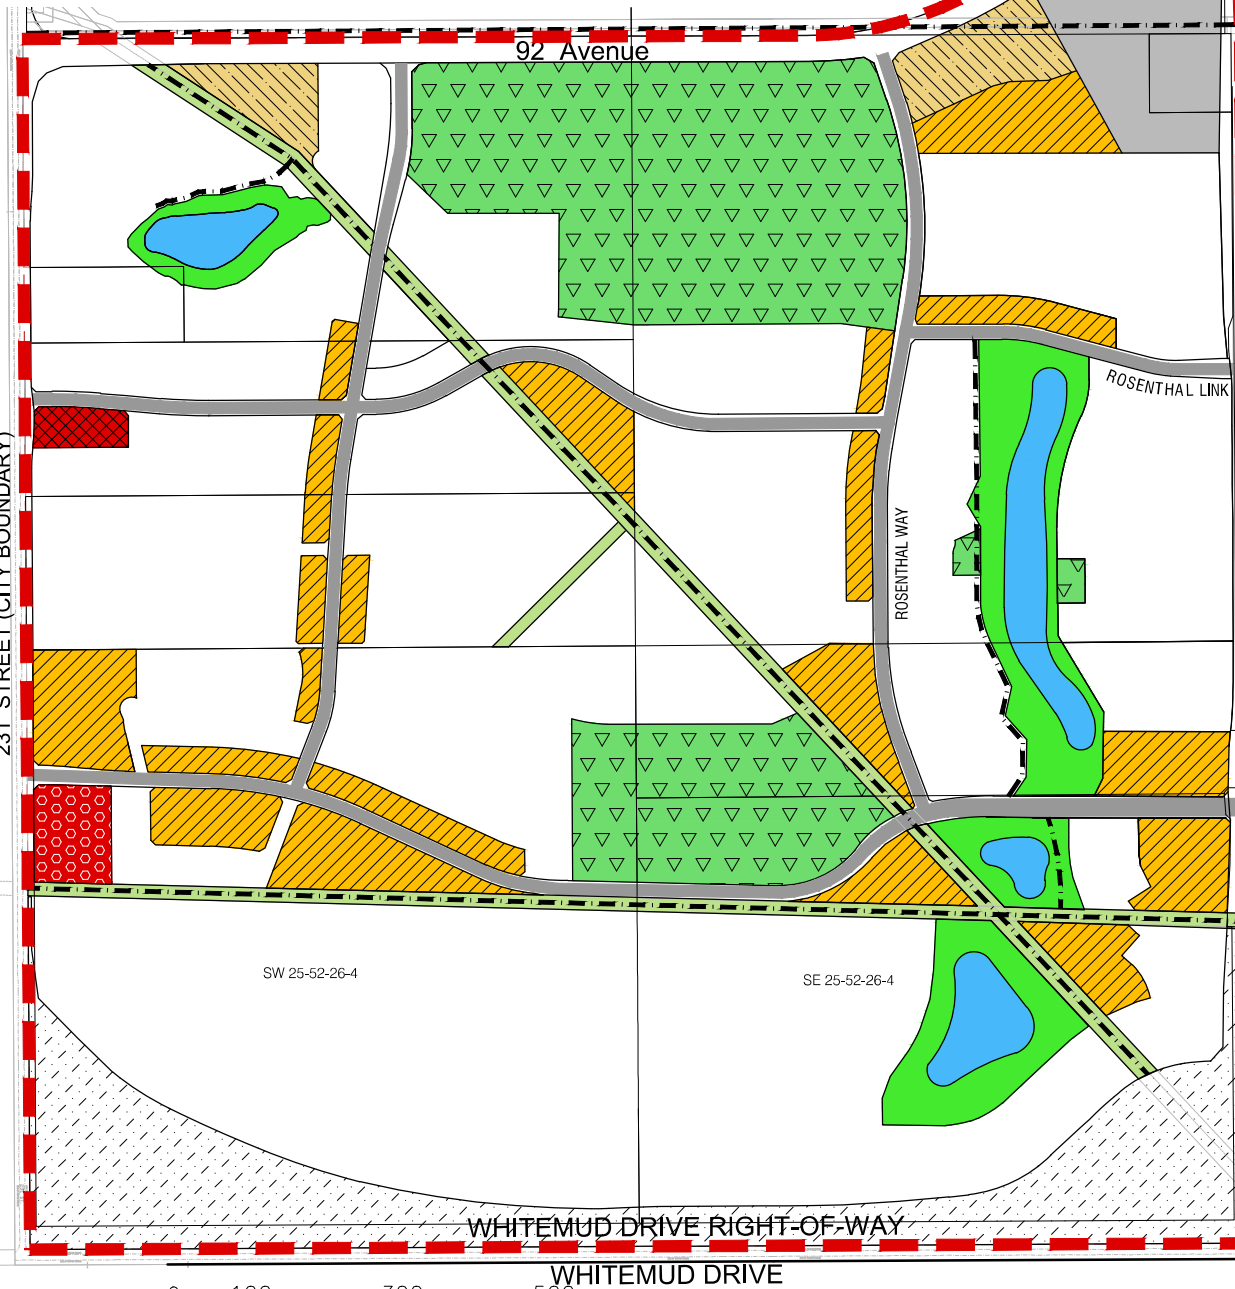 92 Avenue
ROSENTHAL LINK
231 STREET (CITY BOUNDARY)
ROSENTHAL WAY
SW 25-52-26-4
SE 25-52-26-4
WHITEMUD DRIVE RIGHT-OF-WAY
WHITEMUD DRIVE